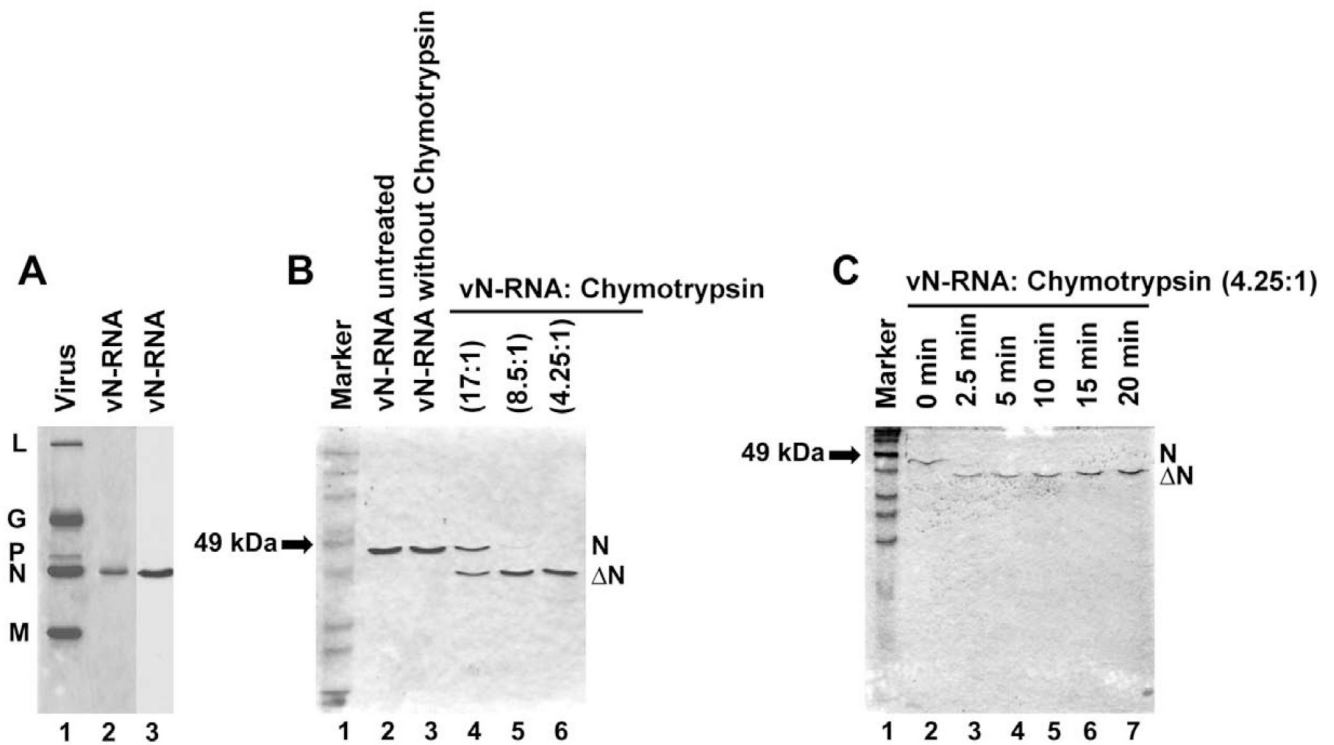 A
Virus
vN-RNA
vN-RNA
L
G
P
N
M
1 2 3
B
Marker
vN-RNA untreated
vN-RNA without Chymotrypsin
vN-RNA: Chymotrypsin
(17:1)
(8.5:1)
(4.25:1)
49 kDa
N
ΔN
1 2 3 4 5 6
C
vN-RNA: Chymotrypsin (4.25:1)
Marker
0 min
2.5 min
5 min
10 min
15 min
20 min
49 kDa
N
ΔN
1 2 3 4 5 6 7